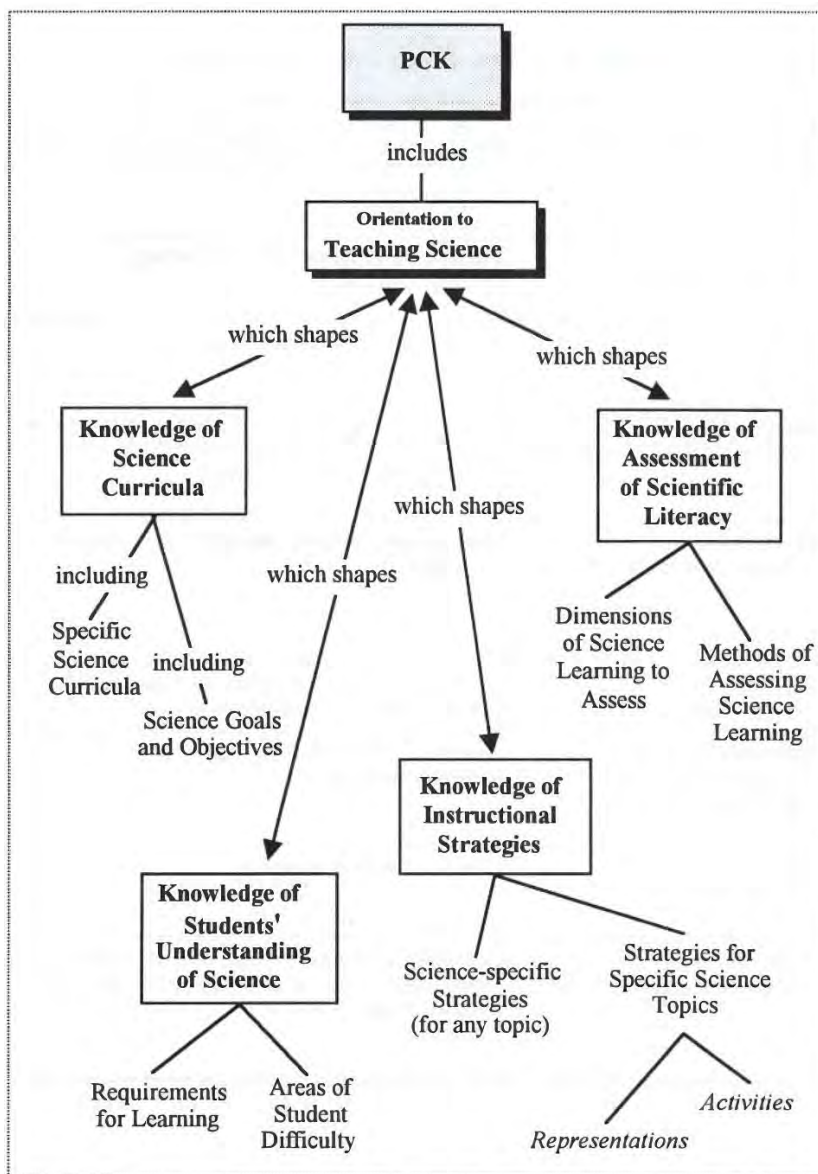 PCK
includes
Orientation to
Teaching Science
which shapes
which shapes
Knowledge of
Science
Curricula
Knowledge of
Assessment
of Scientific
Literacy
which shapes
which shapes
including
Specific
Science
Curricula
including
Science Goals
and Objectives
Dimensions
of Science
Learning to
Assess
Methods of
Assessing
Science
Learning
Knowledge of
Instructional
Strategies
Knowledge of
Students'
Understanding
of Science
Science-specific
Strategies
(for any topic)
Strategies for
Specific Science
Topics
Requirements
for Learning
Areas of
Student
Difficulty
Activities
Representations